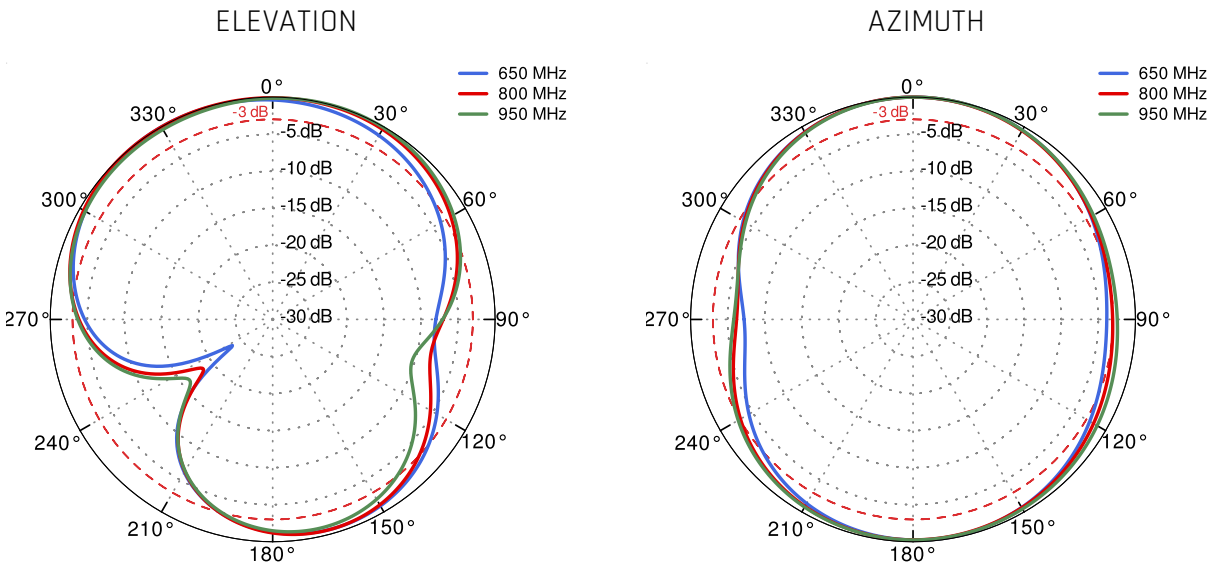 ELEVATION
650 MHz
800 MHz
950 MHz
0°
-3 dB
30°
330°
-5 dB
-10 dB
60°
300°
-15 dB
-20 dB
-25 dB
-30 dB
270°
90°
240°
120°
210°
150°
180°
AZIMUTH
650 MHz
800 MHz
950 MHz
0°
-3 dB
30°
330°
-5 dB
-10 dB
60°
300°
-15 dB
-20 dB
-25 dB
-30 dB
270°
90°
240°
120°
210°
150°
180°